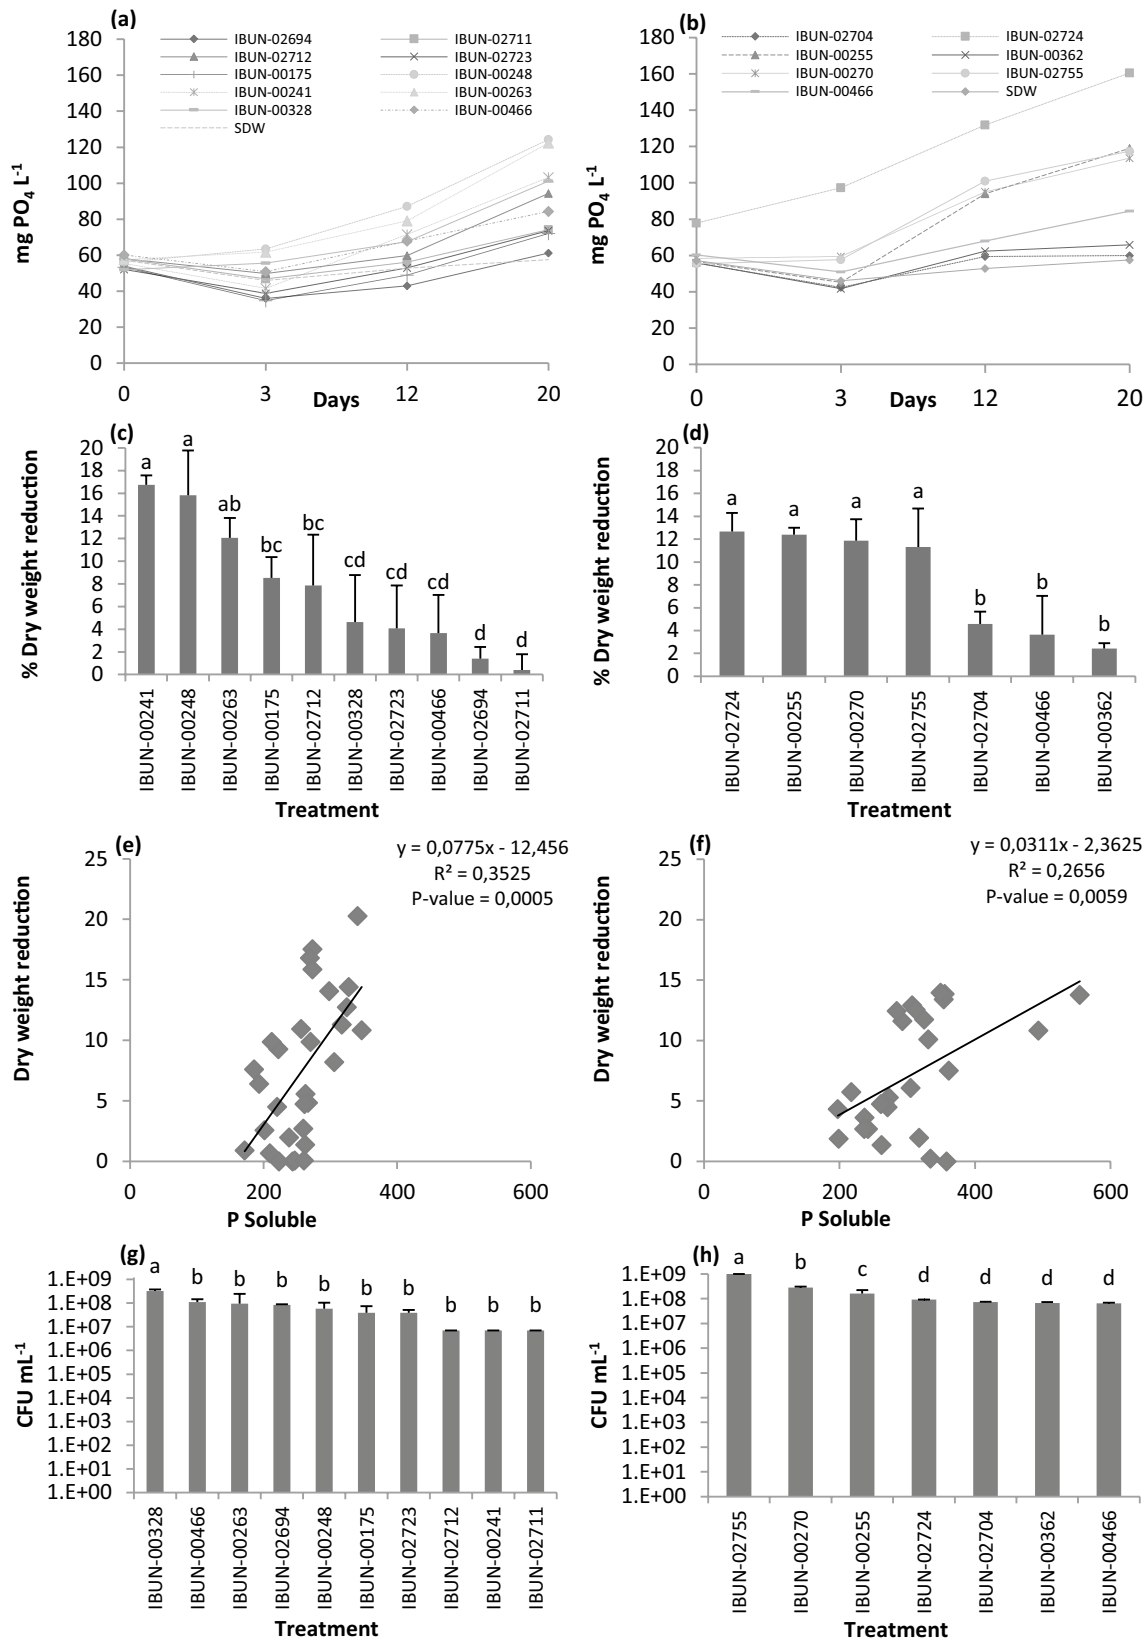 (a)
IBUN-02694 IBUN-02711
IBUN-02712 IBUN-02723
IBUN-00175 IBUN-00248
IBUN-00241 IBUN-00263
IBUN-00328 IBUN-00466
SDW
180
160
140
120
100
80
60
40
20
0
mg PO4 L-1
0 3 12 20
Days
(b)
IBUN-02704 IBUN-02724
IBUN-00255 IBUN-00362
IBUN-00270 IBUN-02755
IBUN-00466 SDW
180
160
140
120
100
80
60
40
20
0
mg PO4 L-1
0 3 12 20
Days
(c)
20
18
16
14
12
10
8
6
4
2
0
% Dry weight reduction
a a ab bc bc cd cd cd d d
IBUN-00241
IBUN-00248
IBUN-00263
IBUN-00175
IBUN-02712
IBUN-00328
IBUN-02723
IBUN-00466
IBUN-02694
IBUN-02711
Treatment
(d)
20
18
16
14
12
10
8
6
4
2
0
% Dry weight reduction
a a a a b b b
IBUN-02724
IBUN-00255
IBUN-00270
IBUN-02755
IBUN-02704
IBUN-00466
IBUN-00362
Treatment
(e)
y = 0,0775x - 12,456
R² = 0,3525
P-value = 0,0005
25
20
15
10
5
0
Dry weight reduction
0 200 400 600
P Soluble
(f)
y = 0,0311x - 2,3625
R² = 0,2656
P-value = 0,0059
25
20
15
10
5
0
Dry weight reduction
0 200 400 600
P Soluble
(g)
1.E+09
1.E+08
1.E+07
1.E+06
1.E+05
1.E+04
1.E+03
1.E+02
1.E+01
1.E+00
CFU mL-1
a b b b b b b b b b
IBUN-00328
IBUN-00466
IBUN-00263
IBUN-02694
IBUN-00248
IBUN-00175
IBUN-02723
IBUN-02712
IBUN-00241
IBUN-02711
Treatment
(h)
1.E+09
1.E+08
1.E+07
1.E+06
1.E+05
1.E+04
1.E+03
1.E+02
1.E+01
1.E+00
CFU mL-1
a b c d d d d
IBUN-02755
IBUN-00270
IBUN-00255
IBUN-02724
IBUN-02704
IBUN-00362
IBUN-00466
Treatment